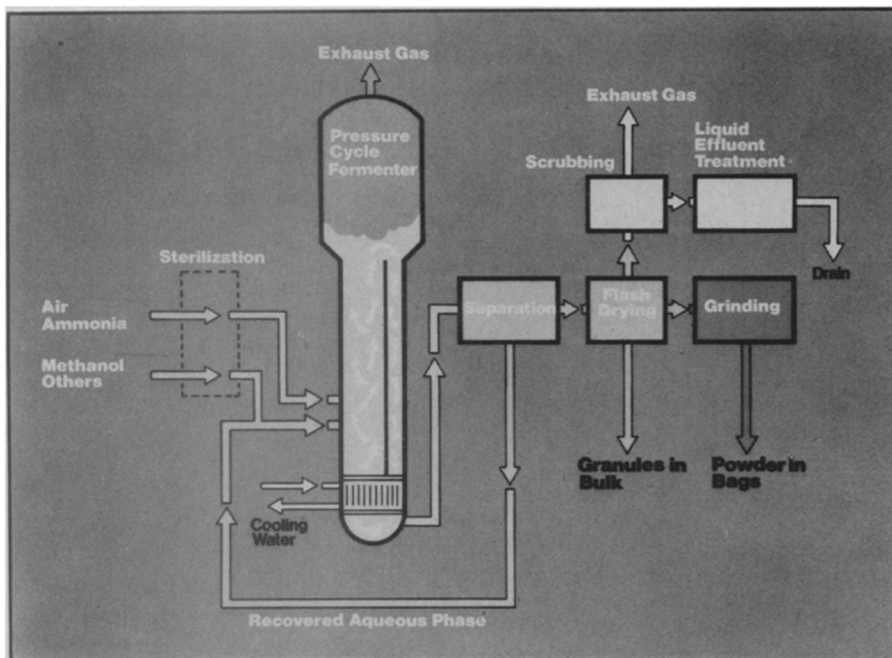 Exhaust Gas
Pressure
Cycle
Fermenter
Exhaust Gas
Liquid
Effluent
Treatment
Scrubbing
Sterilization
Drain
Air
Ammonia
Separation
Flash
Drying
Grinding
Methanol
Others
Granules in
Bulk
Powder in
Bags
Cooling
Water
Recovered Aqueous Phase